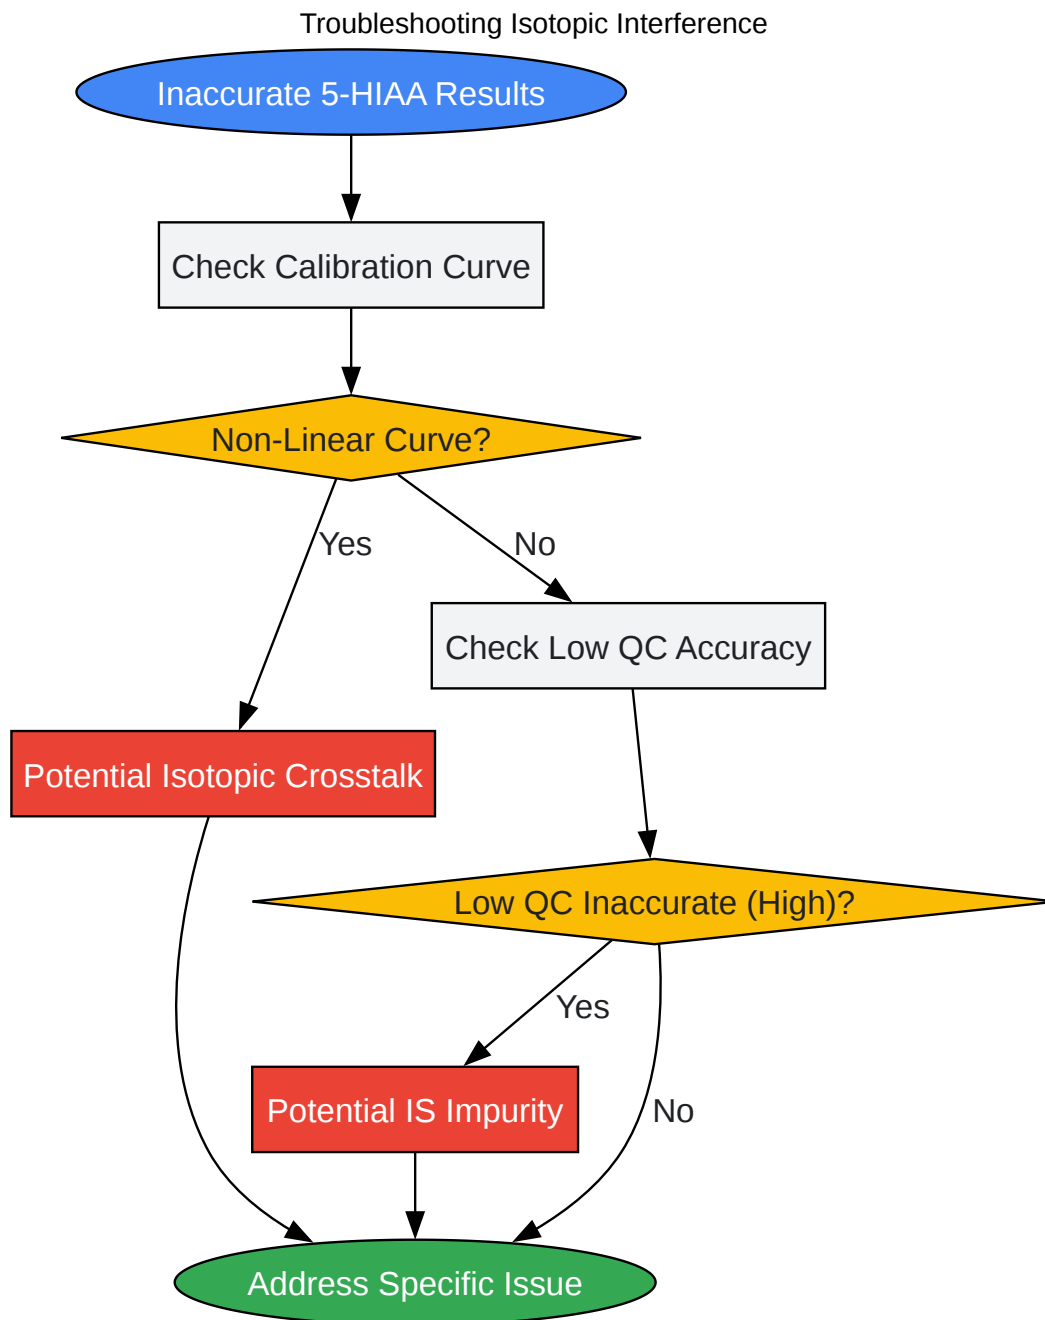 Troubleshooting Isotopic Interference
Inaccurate 5-HIAA Results
Check Calibration Curve
Non-Linear Curve?
Yes
No
Check Low QC Accuracy
Potential Isotopic Crosstalk
Low QC Inaccurate (High)?
Yes
Potential IS Impurity
No
Address Specific Issue